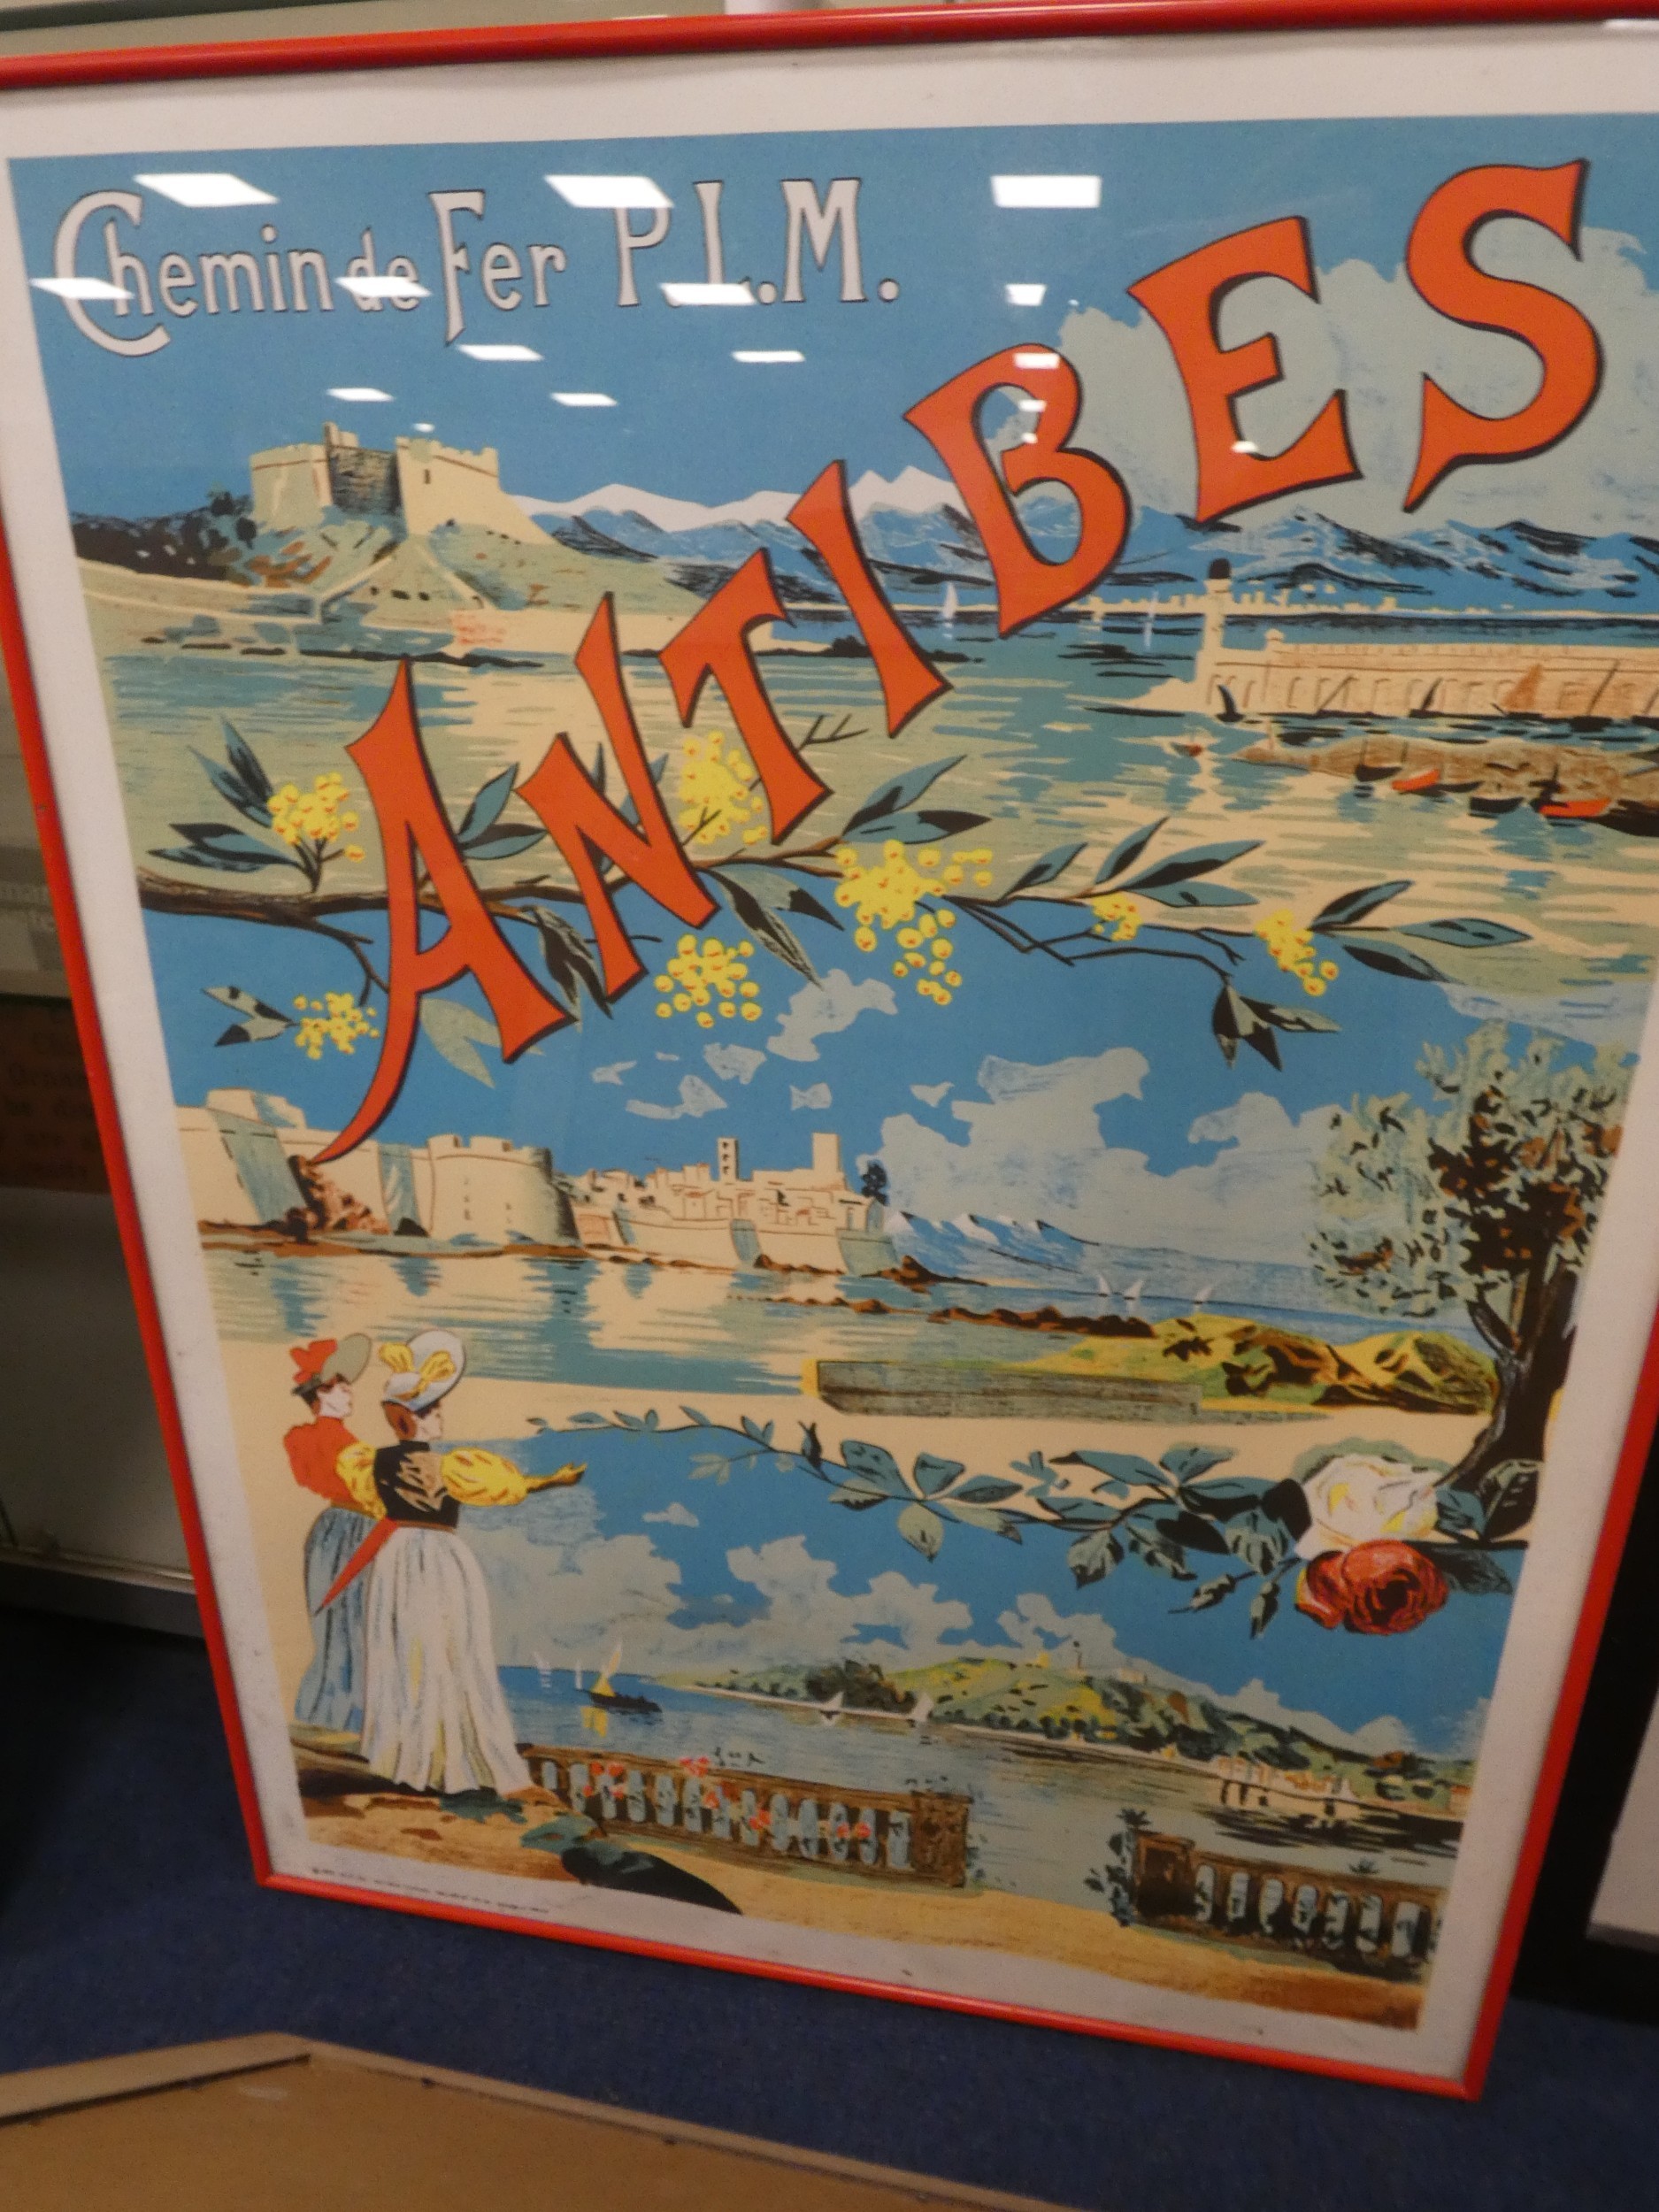 Chemin de Fer P.L.M.
ANTIBES